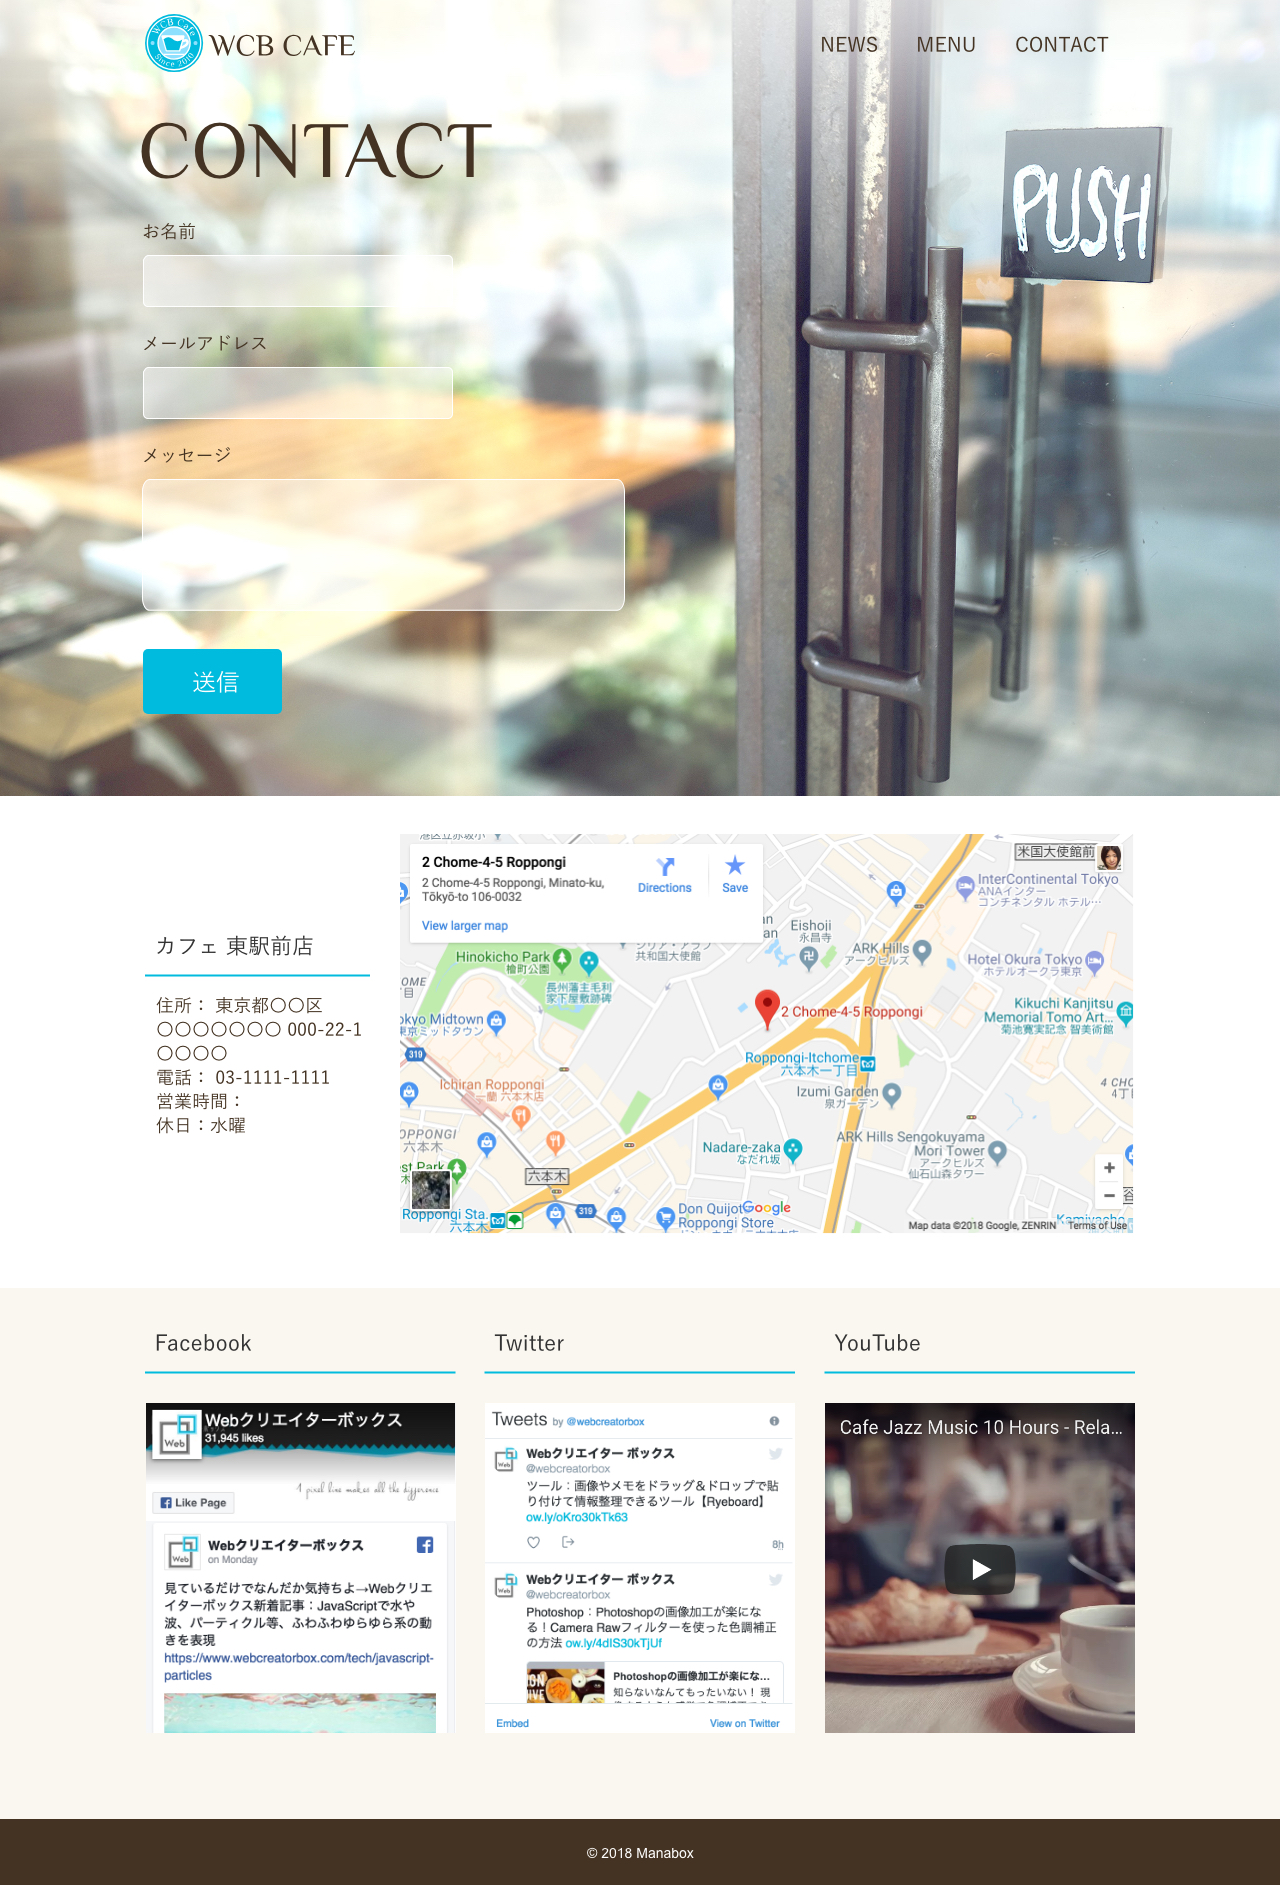 WCB Cafe
Since 2010
WCB CAFE
NEWS
MENU
CONTACT
CONTACT
PUSH
お名前
メールアドレス
メッセージ
送信
カフェ 東駅前店
住所： 東京都〇〇区
〇〇〇〇〇〇〇 000-22-1
〇〇〇〇
電話： 03-1111-1111
営業時間：
休日：水曜
2 Chome-4-5 Roppongi
2 Chome-4-5 Roppongi, Minato-ku,
Tōkyō-to 106-0032
View larger map
Directions
Save
米国大使館前
InterContinental Tokyo
ANAインター
コンチネンタル ホテル…
Eishoji
永昌寺
共和国大使館
ARK Hills
アークヒルズ
Hinokicho Park
檜町公園
長州藩主毛利
家下屋敷跡碑
Hotel Okura Tokyo
ホテルオークラ東京
Kikuchi Kanjitsu
Memorial Tomo Art...
菊池寛実記念 智美術館
okyo Midtown
東京ミッドタウン
2 Chome-4-5 Roppongi
319
Roppongi-Itchome
六本木一丁目
Ichiran Roppongi
一蘭 六本木店
Izumi Garden
泉ガーデン
4 CHO
4丁
OPPONGI
六本木
Nadare-zaka
なだれ坂
ARK Hills Sengokuyama
Mori Tower
アークヒルズ
仙石山森タワー
est Park
六本木
Roppongi Sta.
六本木
319
Don Quijote
Roppongi Store
Google
Kamiyacho
Map data ©2018 Google, ZENRIN
Terms of Use
Facebook
Twitter
YouTube
Web
Webクリエイターボックス
31,945 likes
1 pixel line makes all the difference
Like Page
Web
Webクリエイターボックス
on Monday
見ているだけでなんだか気持ちよ→Webクリエ
イターボックス新着記事：JavaScriptで水や
波、パーティクル等、ふわふわゆらゆら系の動
きを表現
https://www.webcreatorbox.com/tech/javascript-
particles
Tweets by @webcreatorbox
Webクリエイター ボックス
@webcreatorbox
ツール：画像やメモをドラッグ＆ドロップで貼
り付けて情報整理できるツール【Ryeboard】
ow.ly/oKro30kTk63
8h
Webクリエイター ボックス
@webcreatorbox
Photoshop：Photoshopの画像加工が楽にな
る！Camera Rawフィルターを使った色調補正
の方法 ow.ly/4dIS30kTjUf
Photoshopの画像加工が楽にな...
知らないなんてもったいない！ 現
Embed
View on Twitter
Cafe Jazz Music 10 Hours - Rela...
© 2018 Manabox